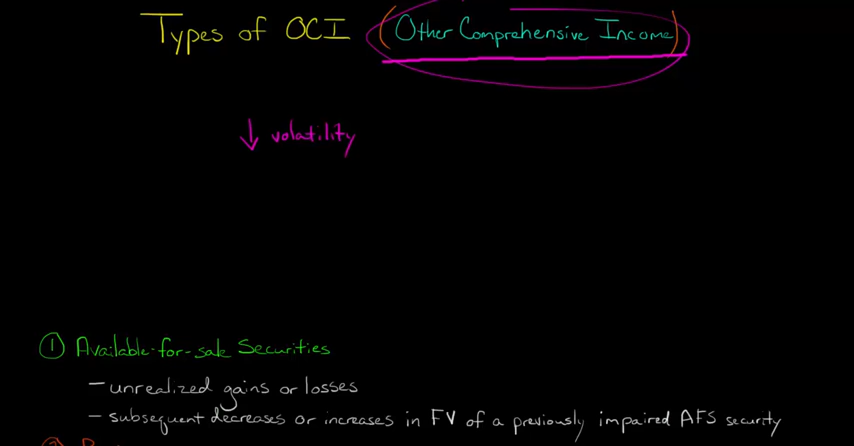 Types of OCI (Other Comprehensive Income)
↓ volatility
① Available-for-sale Securities
— unrealized gains or losses
— subsequent decreases or increases in FV of a previously impaired AFS security
②